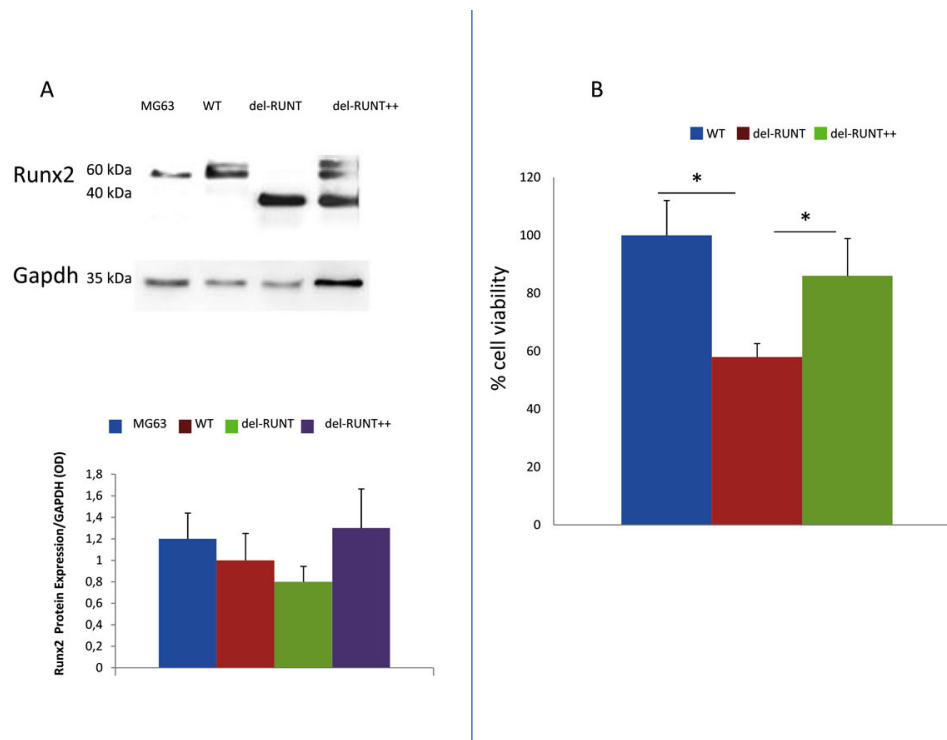 A
MG63 WT del-RUNT del-RUNT++
Runx2 60 kDa
40 kDa
Gapdh 35 kDa
MG63 WT del-RUNT del-RUNT++
Runx2 Protein Expression/GAPDH (OD)
1,8
1,6
1,4
1,2
1
0,8
0,6
0,4
0,2
0
B
WT del-RUNT del-RUNT++
% cell viability
120
100
80
60
40
20
0
*
*